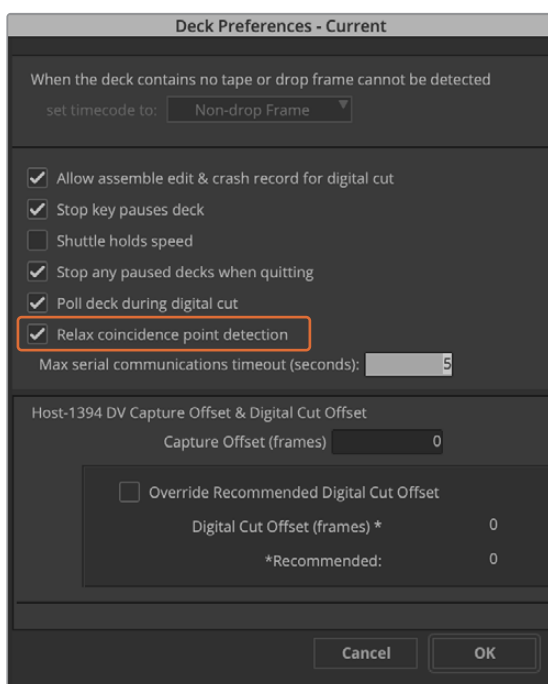 Deck Preferences - Current
When the deck contains no tape or drop frame cannot be detected
set timecode to: Non-drop Frame
Allow assemble edit & crash record for digital cut
Stop key pauses deck
Shuttle holds speed
Stop any paused decks when quitting
Poll deck during digital cut
Relax coincidence point detection
Max serial communications timeout (seconds): 5
Host-1394 DV Capture Offset & Digital Cut Offset
Capture Offset (frames) 0
Override Recommended Digital Cut Offset
Digital Cut Offset (frames) * 0
*Recommended: 0
Cancel OK